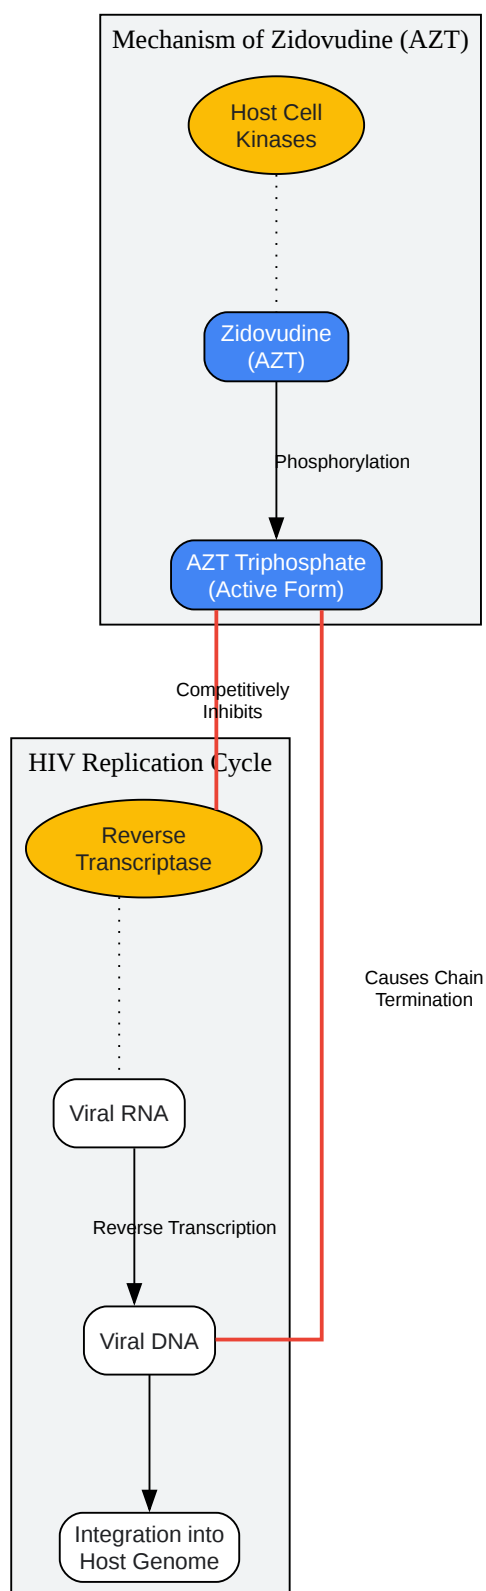 Mechanism of Zidovudine (AZT)
Host Cell
Kinases
Zidovudine
(AZT)
Phosphorylation
AZT Triphosphate
(Active Form)
Competitively
Inhibits
HIV Replication Cycle
Reverse
Transcriptase
Causes Chain
Termination
Viral RNA
Reverse Transcription
Viral DNA
Integration into
Host Genome